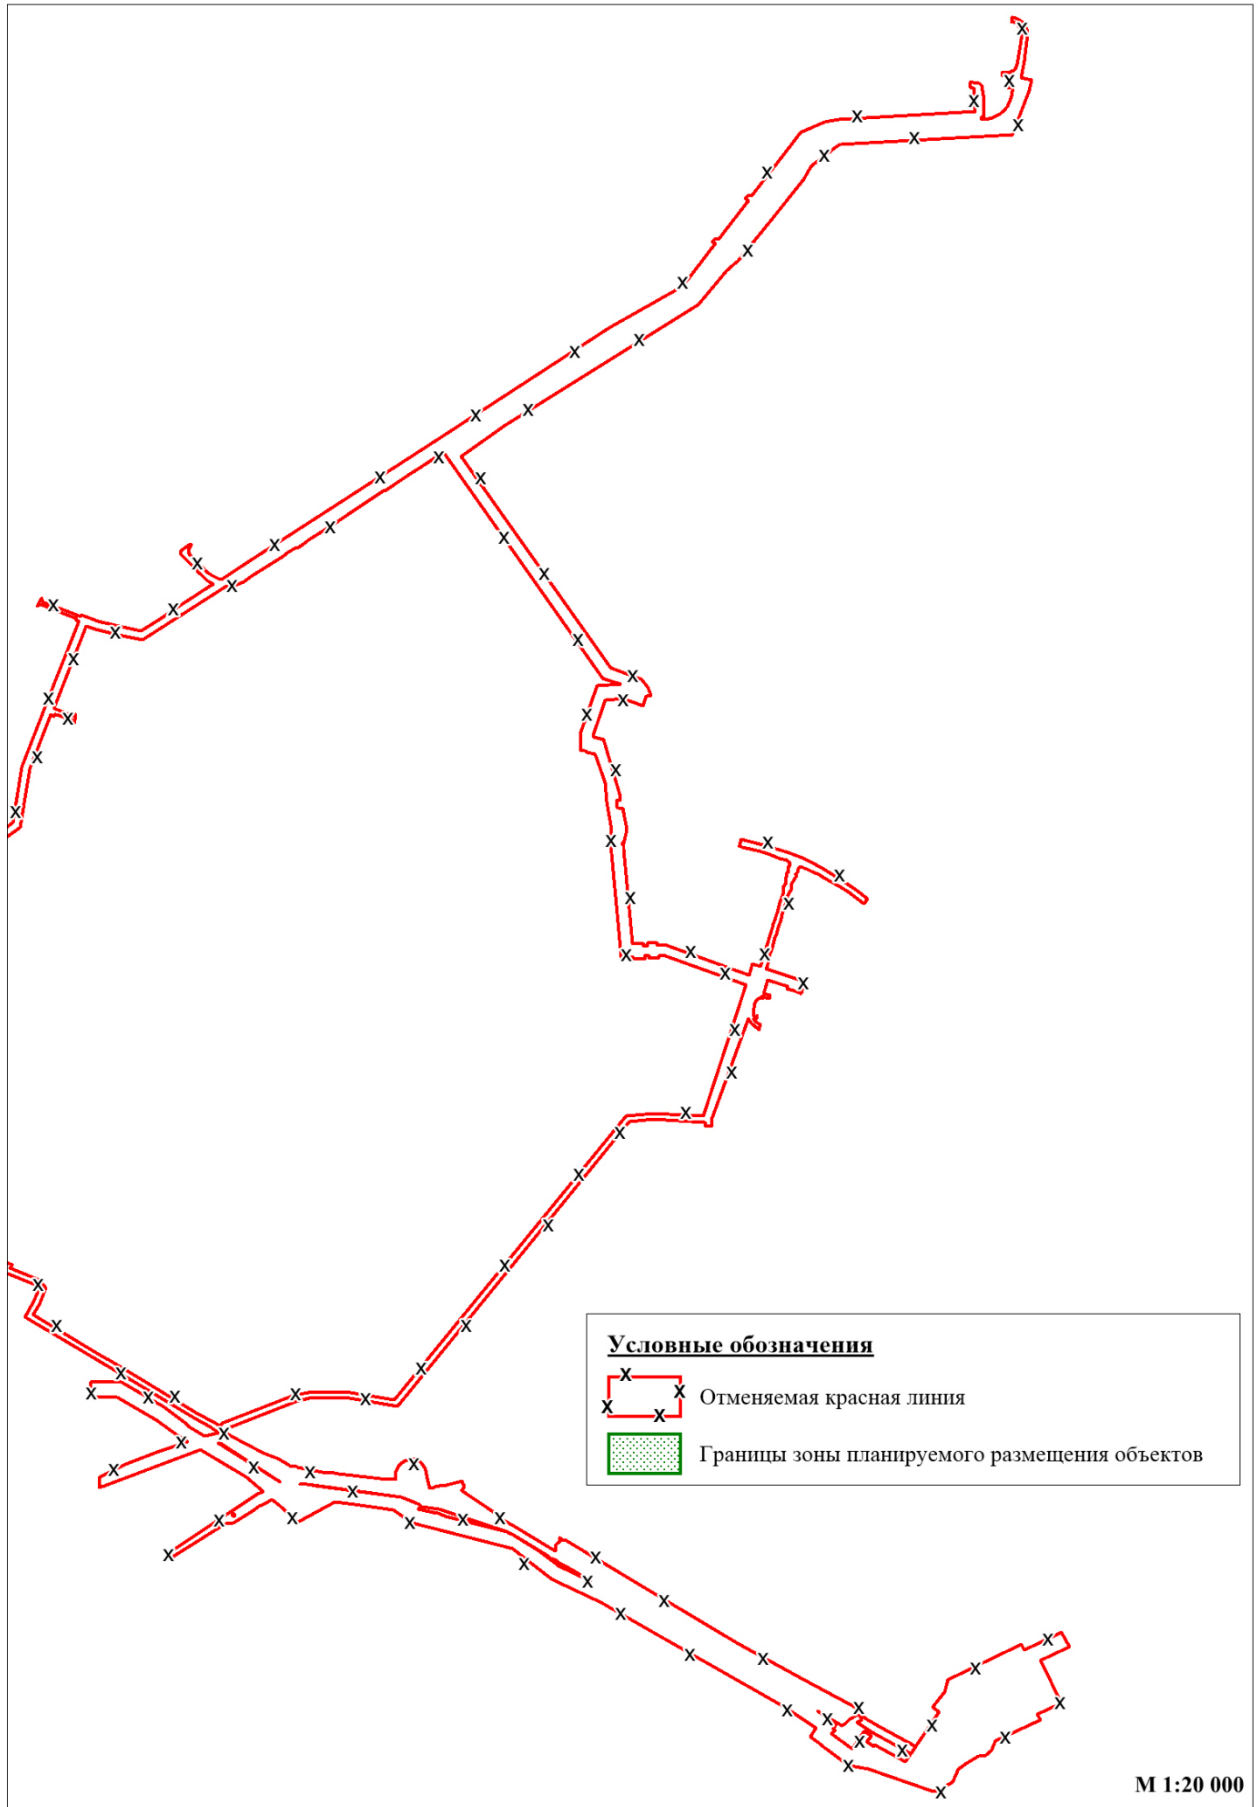 Условные обозначения
Отменяемая красная линия
Границы зоны планируемого размещения объектов
М 1:20 000